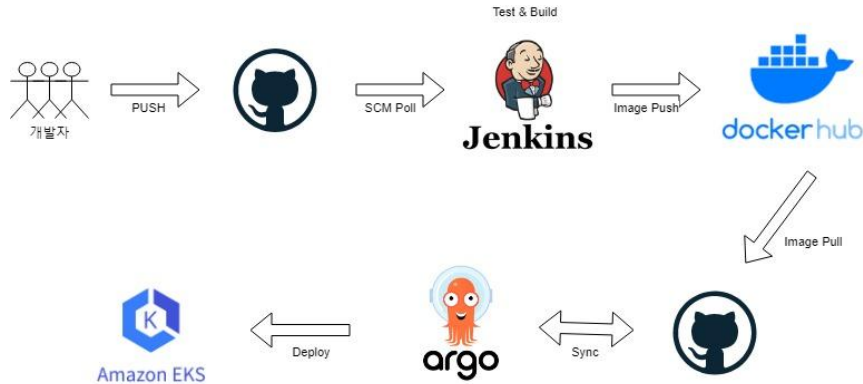 Test & Build
PUSH
SCM Poll
Image Push
개발자
Jenkins
docker hub
Image Pull
K
argo
Deploy
Sync
Amazon EKS